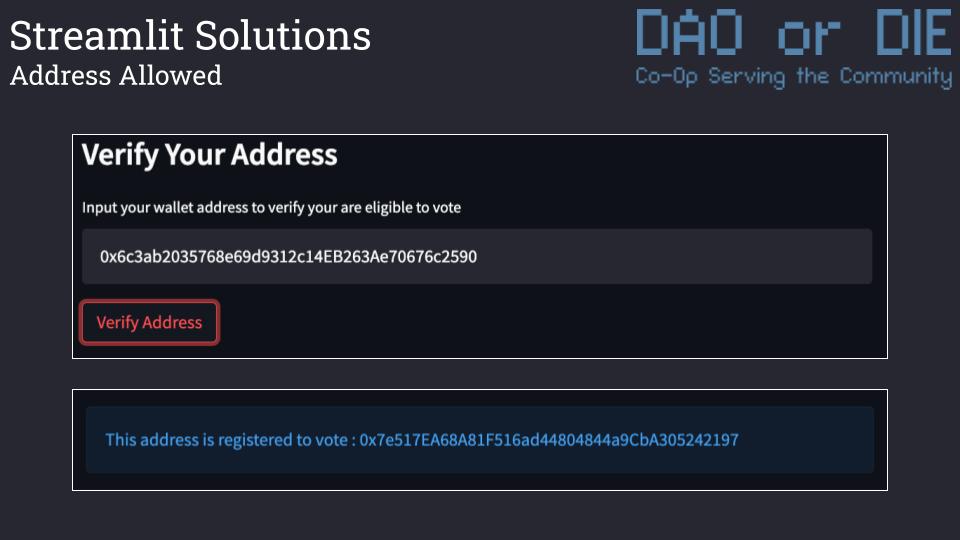 Streamlit Solutions
Address Allowed
DAO or DIE
Co-Op Serving the Community
Verify Your Address
Input your wallet address to verify your are eligible to vote
0x6c3ab2035768e69d9312c14EB263Ae70676c2590
Verify Address
This address is registered to vote : 0x7e517EA68A81F516ad44804844a9CbA305242197